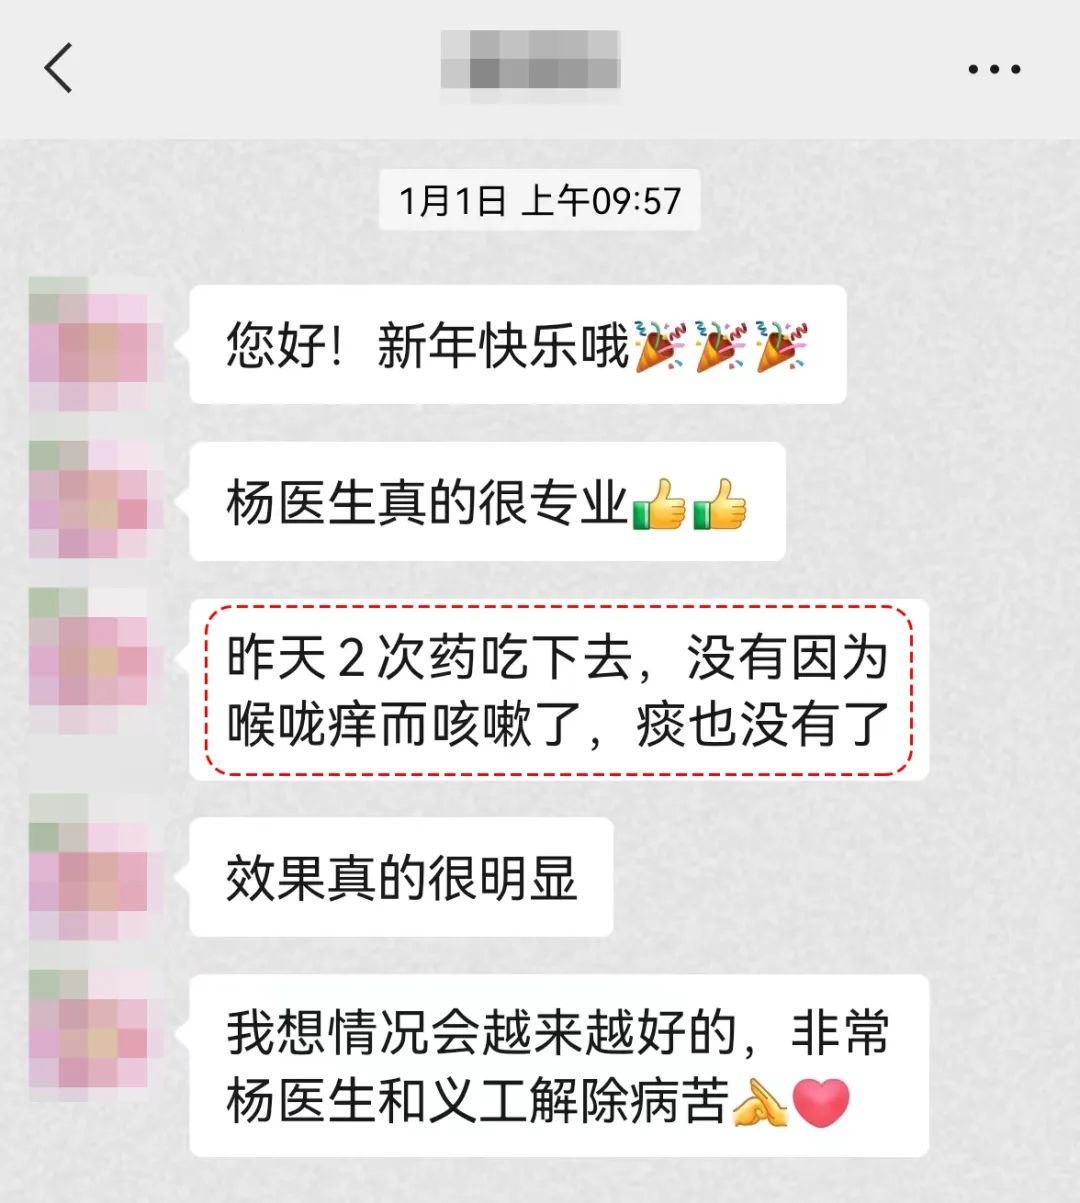 1月1日 上午09:57
您好！新年快乐哦🎉🎉🎉
杨医生真的很专业👍👍
昨天2次药吃下去，没有因为
喉咙痒而咳嗽了，痰也没有了
效果真的很明显
我想情况会越来越好的，非常
杨医生和义工解除病苦🙏❤️